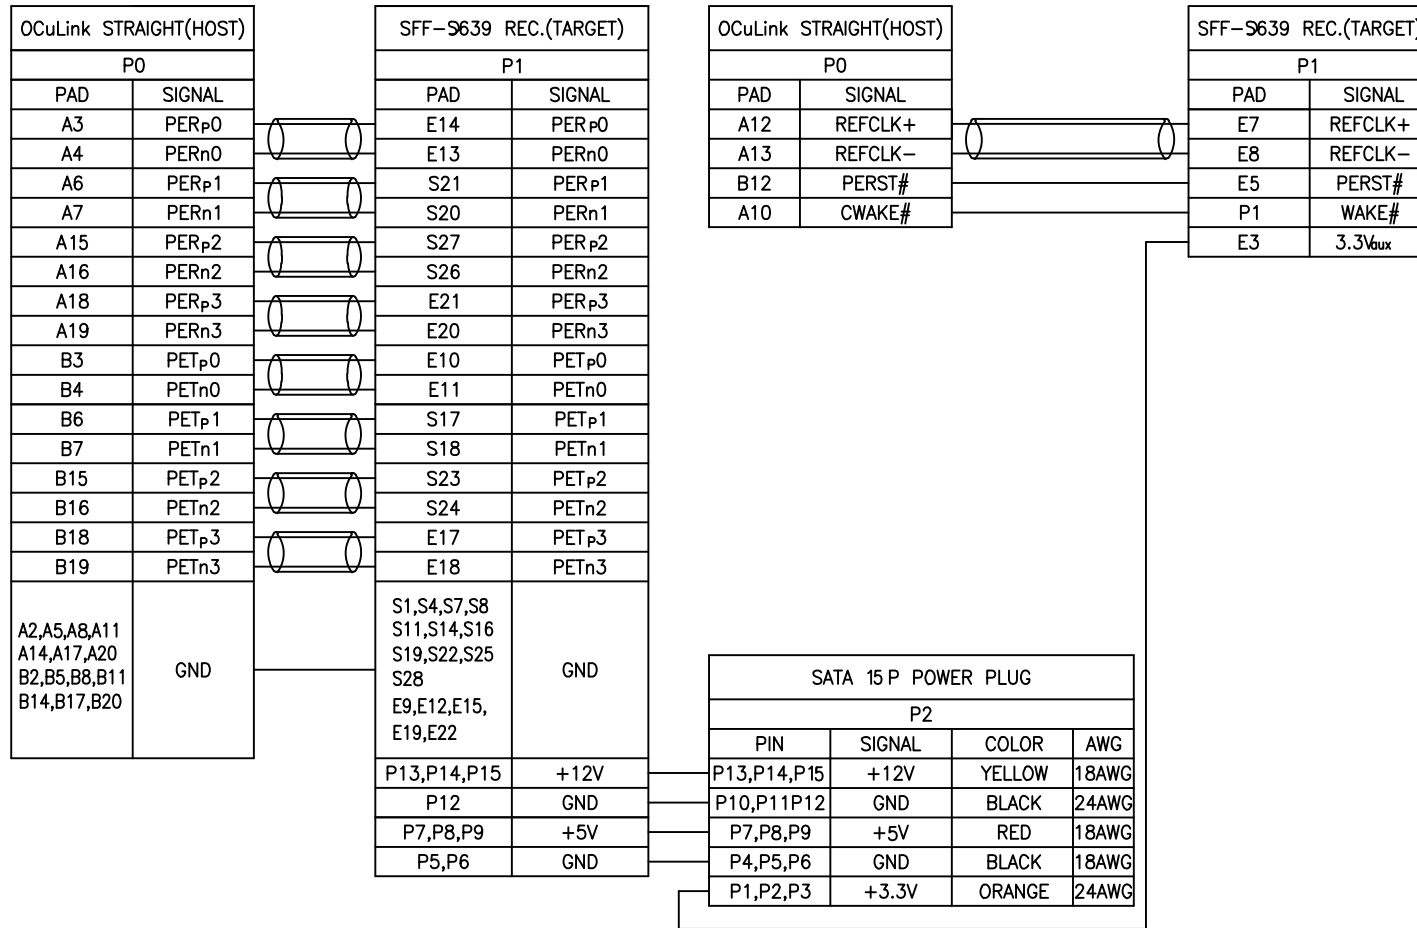 OCuLink STRAIGHT(HOST)
P0
PAD SIGNAL
A3 PERp0
A4 PERn0
A6 PERp1
A7 PERn1
A15 PERp2
A16 PERn2
A18 PERp3
A19 PERn3
B3 PETp0
B4 PETn0
B6 PETp1
B7 PETn1
B15 PETp2
B16 PETn2
B18 PETp3
B19 PETn3
A2,A5,A8,A11
A14,A17,A20
B2,B5,B8,B11
B14,B17,B20
GND
SFF-9639 REC.(TARGET)
P1
PAD SIGNAL
E14 PERp0
E13 PERn0
S21 PERp1
S20 PERn1
S27 PERp2
S26 PERn2
E21 PERp3
E20 PERn3
E10 PETp0
E11 PETn0
S17 PETp1
S18 PETn1
S23 PETp2
S24 PETn2
E17 PETp3
E18 PETn3
S1,S4,S7,S8
S11,S14,S16
S19,S22,S25
S28
E9,E12,E15,
E19,E22
GND
P13,P14,P15 +12V
P12 GND
P7,P8,P9 +5V
P5,P6 GND
OCuLink STRAIGHT(HOST)
P0
PAD SIGNAL
A12 REFCLK+
A13 REFCLK-
B12 PERST#
A10 CWAKE#
SFF-9639 REC.(TARGET)
P1
PAD SIGNAL
E7 REFCLK+
E8 REFCLK-
E5 PERST#
P1 WAKE#
E3 3.3Vaux
SATA 15 P POWER PLUG
P2
PIN SIGNAL COLOR AWG
P13,P14,P15 +12V YELLOW 18AWG
P10,P11P12 GND BLACK 24AWG
P7,P8,P9 +5V RED 18AWG
P4,P5,P6 GND BLACK 18AWG
P1,P2,P3 +3.3V ORANGE 24AWG